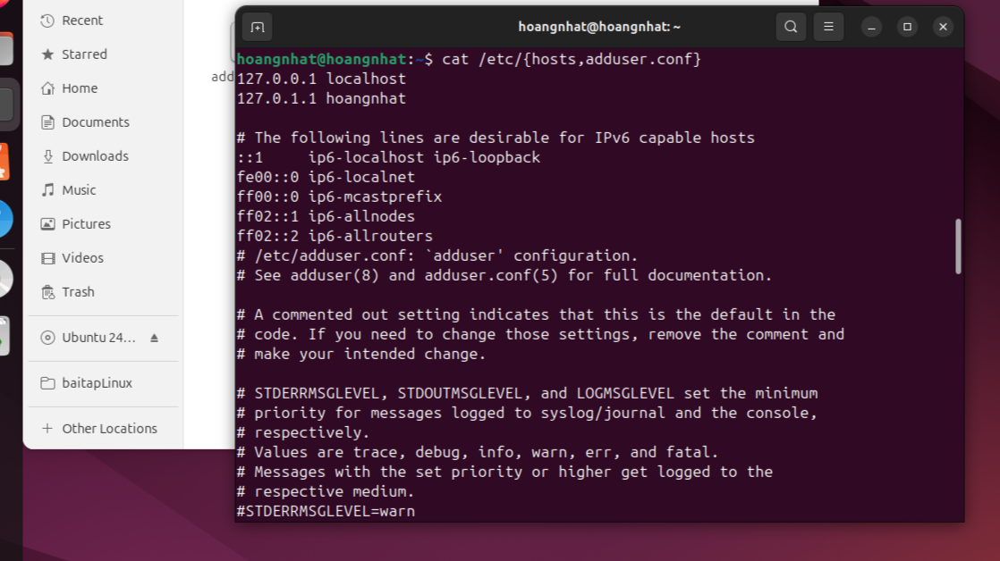 Recent
Starred
Home
Documents
Downloads
Music
Pictures
Videos
Trash
Ubuntu 24...
baitapLinux
+ Other Locations
add
hoangnhat@hoangnhat: ~
hoangnhat@hoangnhat:~$ cat /etc/{hosts,adduser.conf}
127.0.0.1 localhost
127.0.1.1 hoangnhat
# The following lines are desirable for IPv6 capable hosts
::1     ip6-localhost ip6-loopback
fe00::0 ip6-localnet
ff00::0 ip6-mcastprefix
ff02::1 ip6-allnodes
ff02::2 ip6-allrouters
# /etc/adduser.conf: `adduser' configuration.
# See adduser(8) and adduser.conf(5) for full documentation.
# A commented out setting indicates that this is the default in the
# code. If you need to change those settings, remove the comment and
# make your intended change.
# STDERRMSGLEVEL, STDOUTMSGLEVEL, and LOGMSGLEVEL set the minimum
# priority for messages logged to syslog/journal and the console,
# respectively.
# Values are trace, debug, info, warn, err, and fatal.
# Messages with the set priority or higher get logged to the
# respective medium.
#STDERRMSGLEVEL=warn